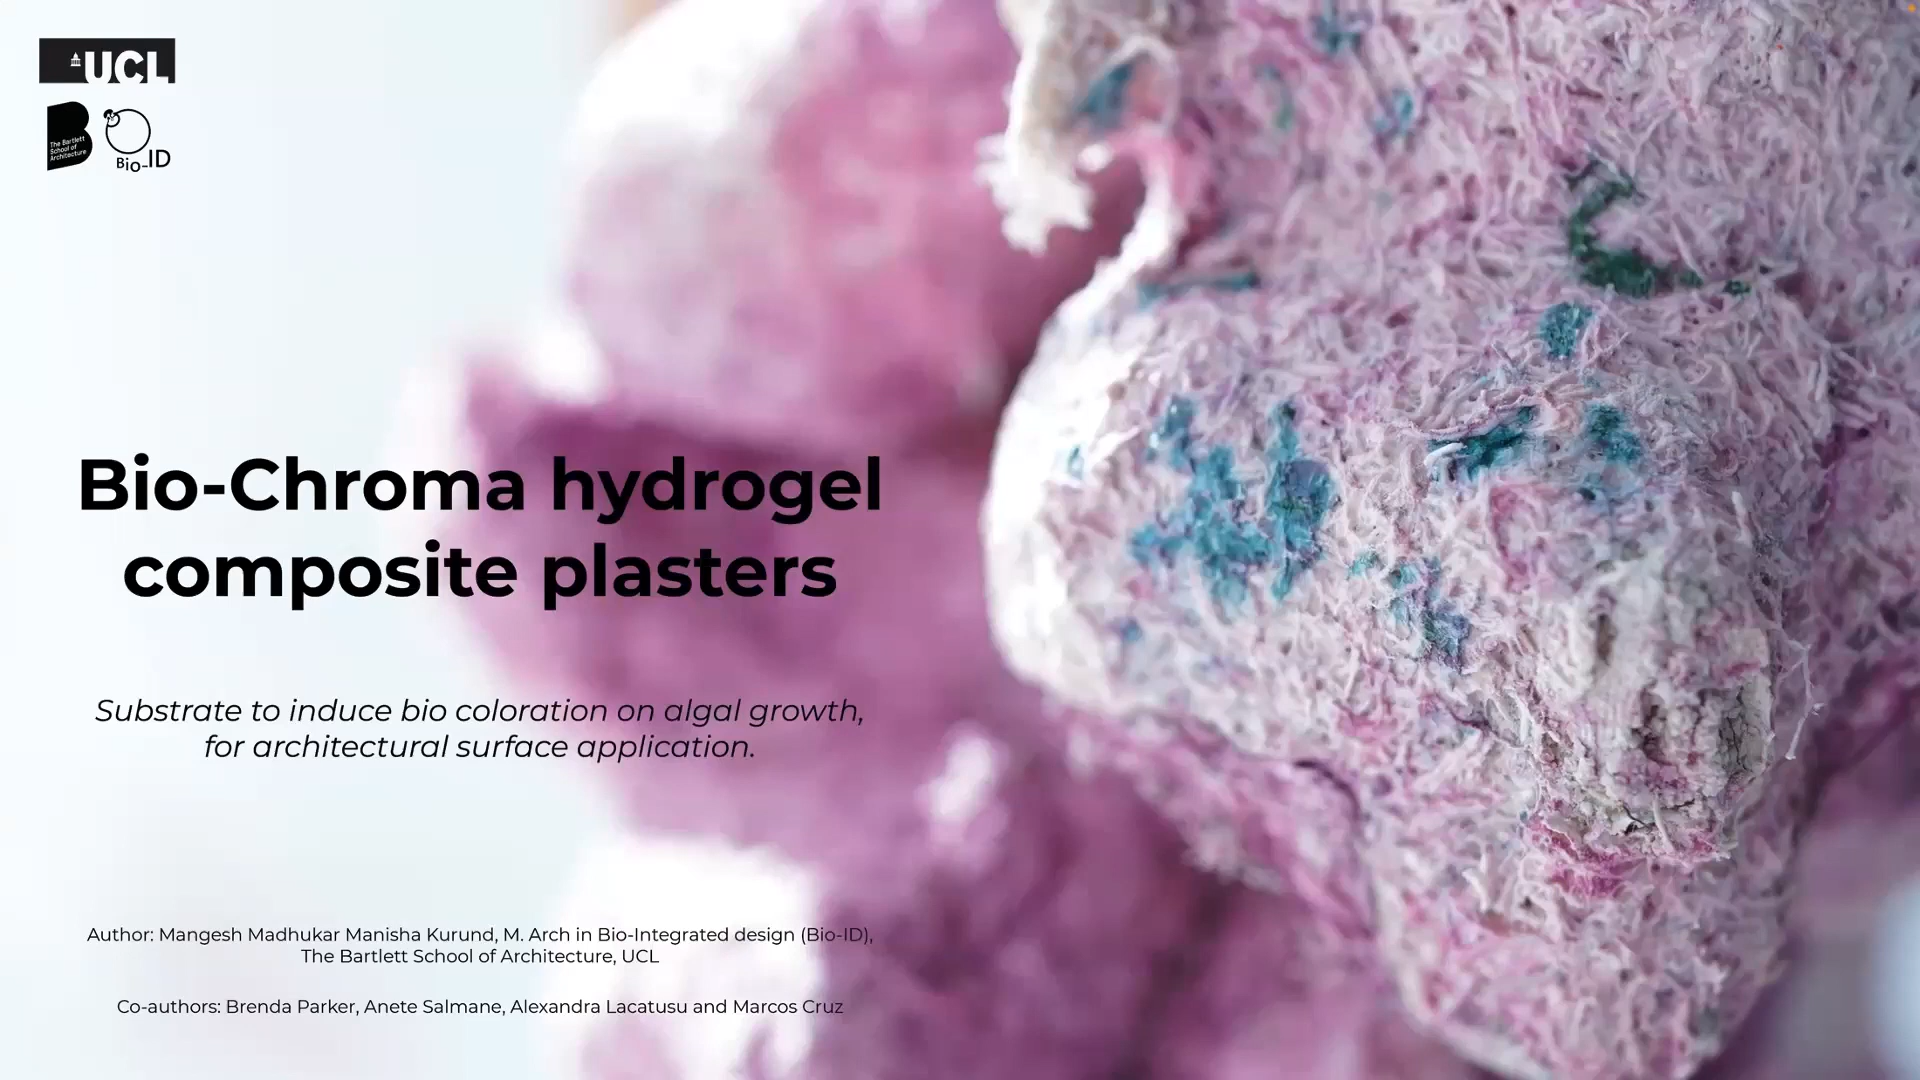 UCL
The Bartlett
School of
Architecture
Bio-ID
Bio-Chroma hydrogel
composite plasters
Substrate to induce bio coloration on algal growth,
for architectural surface application.
Author: Mangesh Madhukar Manisha Kurund, M. Arch in Bio-Integrated design (Bio-ID),
The Bartlett School of Architecture, UCL
Co-authors: Brenda Parker, Anete Salmane, Alexandra Lacatusu and Marcos Cruz